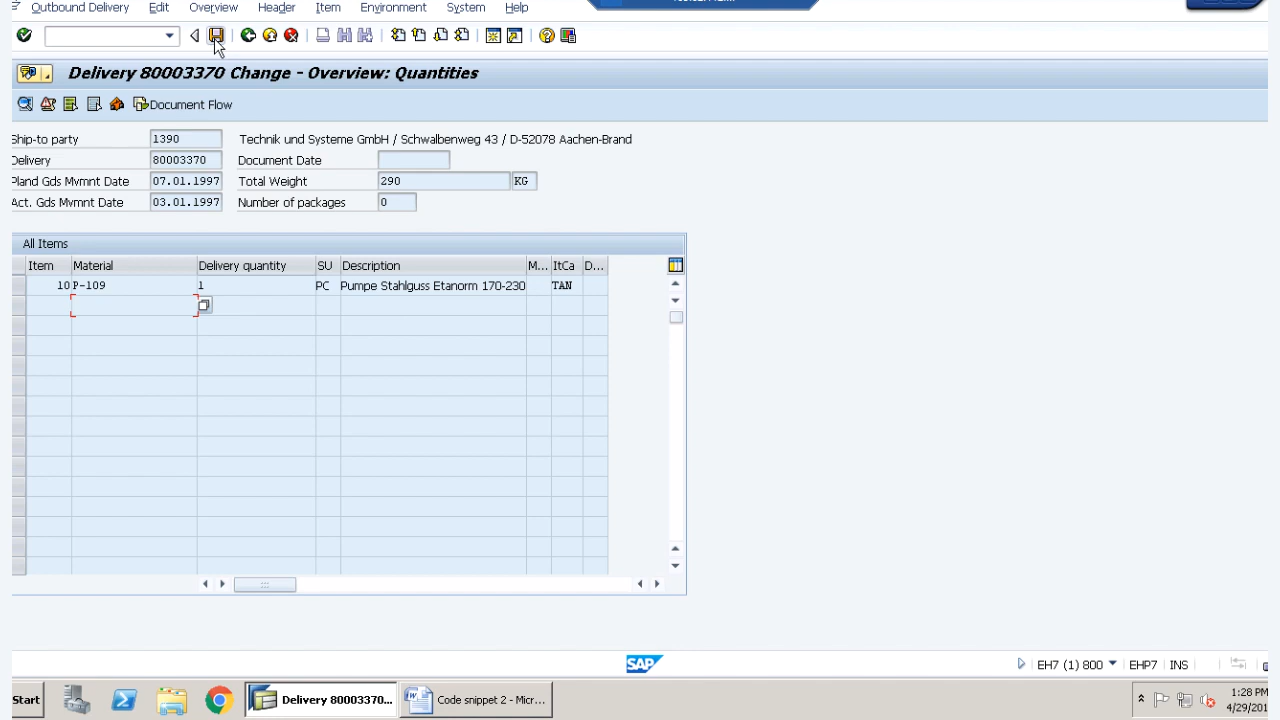 Outbound Delivery Edit Overview Header Item Environment System Help
Delivery 80003370 Change - Overview: Quantities
Document Flow
Ship-to party 1390 Technik und Systeme GmbH / Schwalbenweg 43 / D-52078 Aachen-Brand
Delivery 80003370 Document Date
Pland Gds Mvmnt Date 07.01.1997 Total Weight 290 KG
Act. Gds Mvmnt Date 03.01.1997 Number of packages 0
All Items
Item Material Delivery quantity SU Description M... ItCa D...
10 P-109 1 PC Pumpe Stahlguss Etanorm 170-230 TAN
SAP EH7 (1) 800 EHP7 INS
Start Delivery 80003370... Code snippet 2 - Micr... 1:28 PM
4/29/201